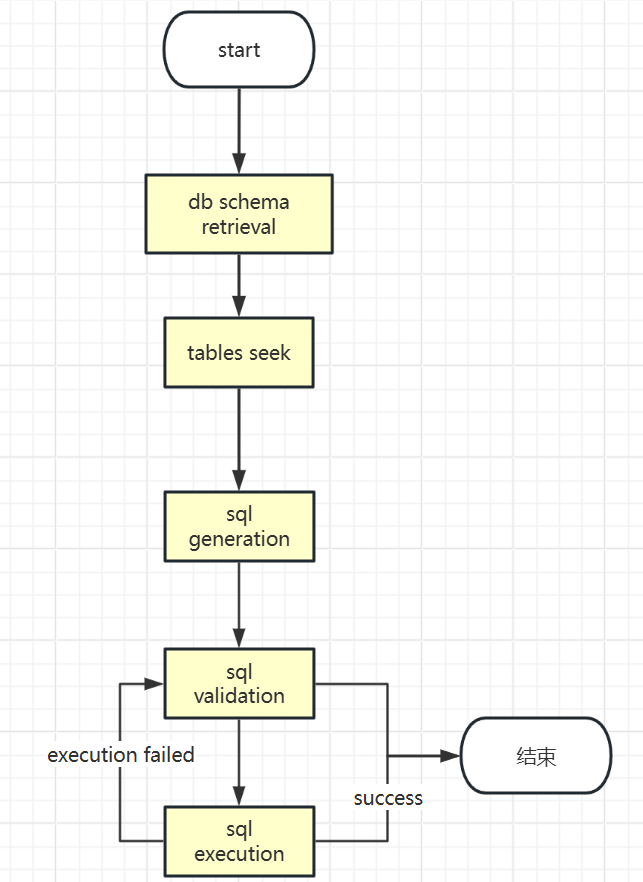 start
db schema
retrieval
tables seek
sql
generation
sql
validation
execution failed
结束
success
sql
execution